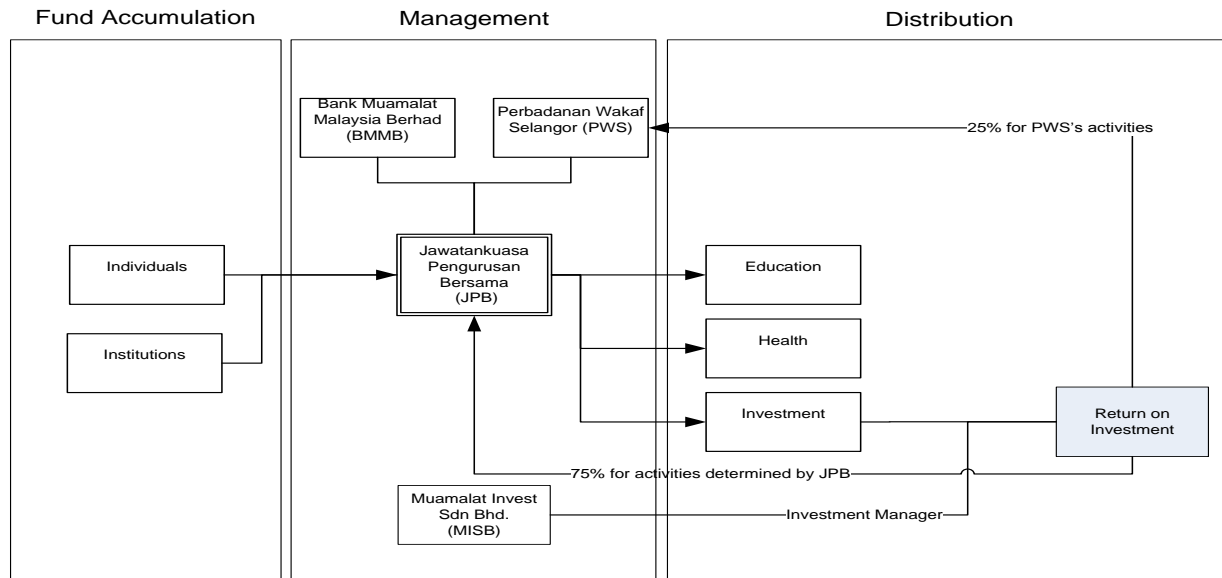 Fund Accumulation
Management
Distribution
Bank Muamalat
Malaysia Berhad
(BMMB)
Perbadanan Wakaf
Selangor (PWS)
25% for PWS's activities
Individuals
Institutions
Jawatankuasa
Pengurusan
Bersama
(JPB)
Education
Health
Investment
Return on
Investment
75% for activities determined by JPB
Muamalat Invest
Sdn Bhd.
(MISB)
Investment Manager